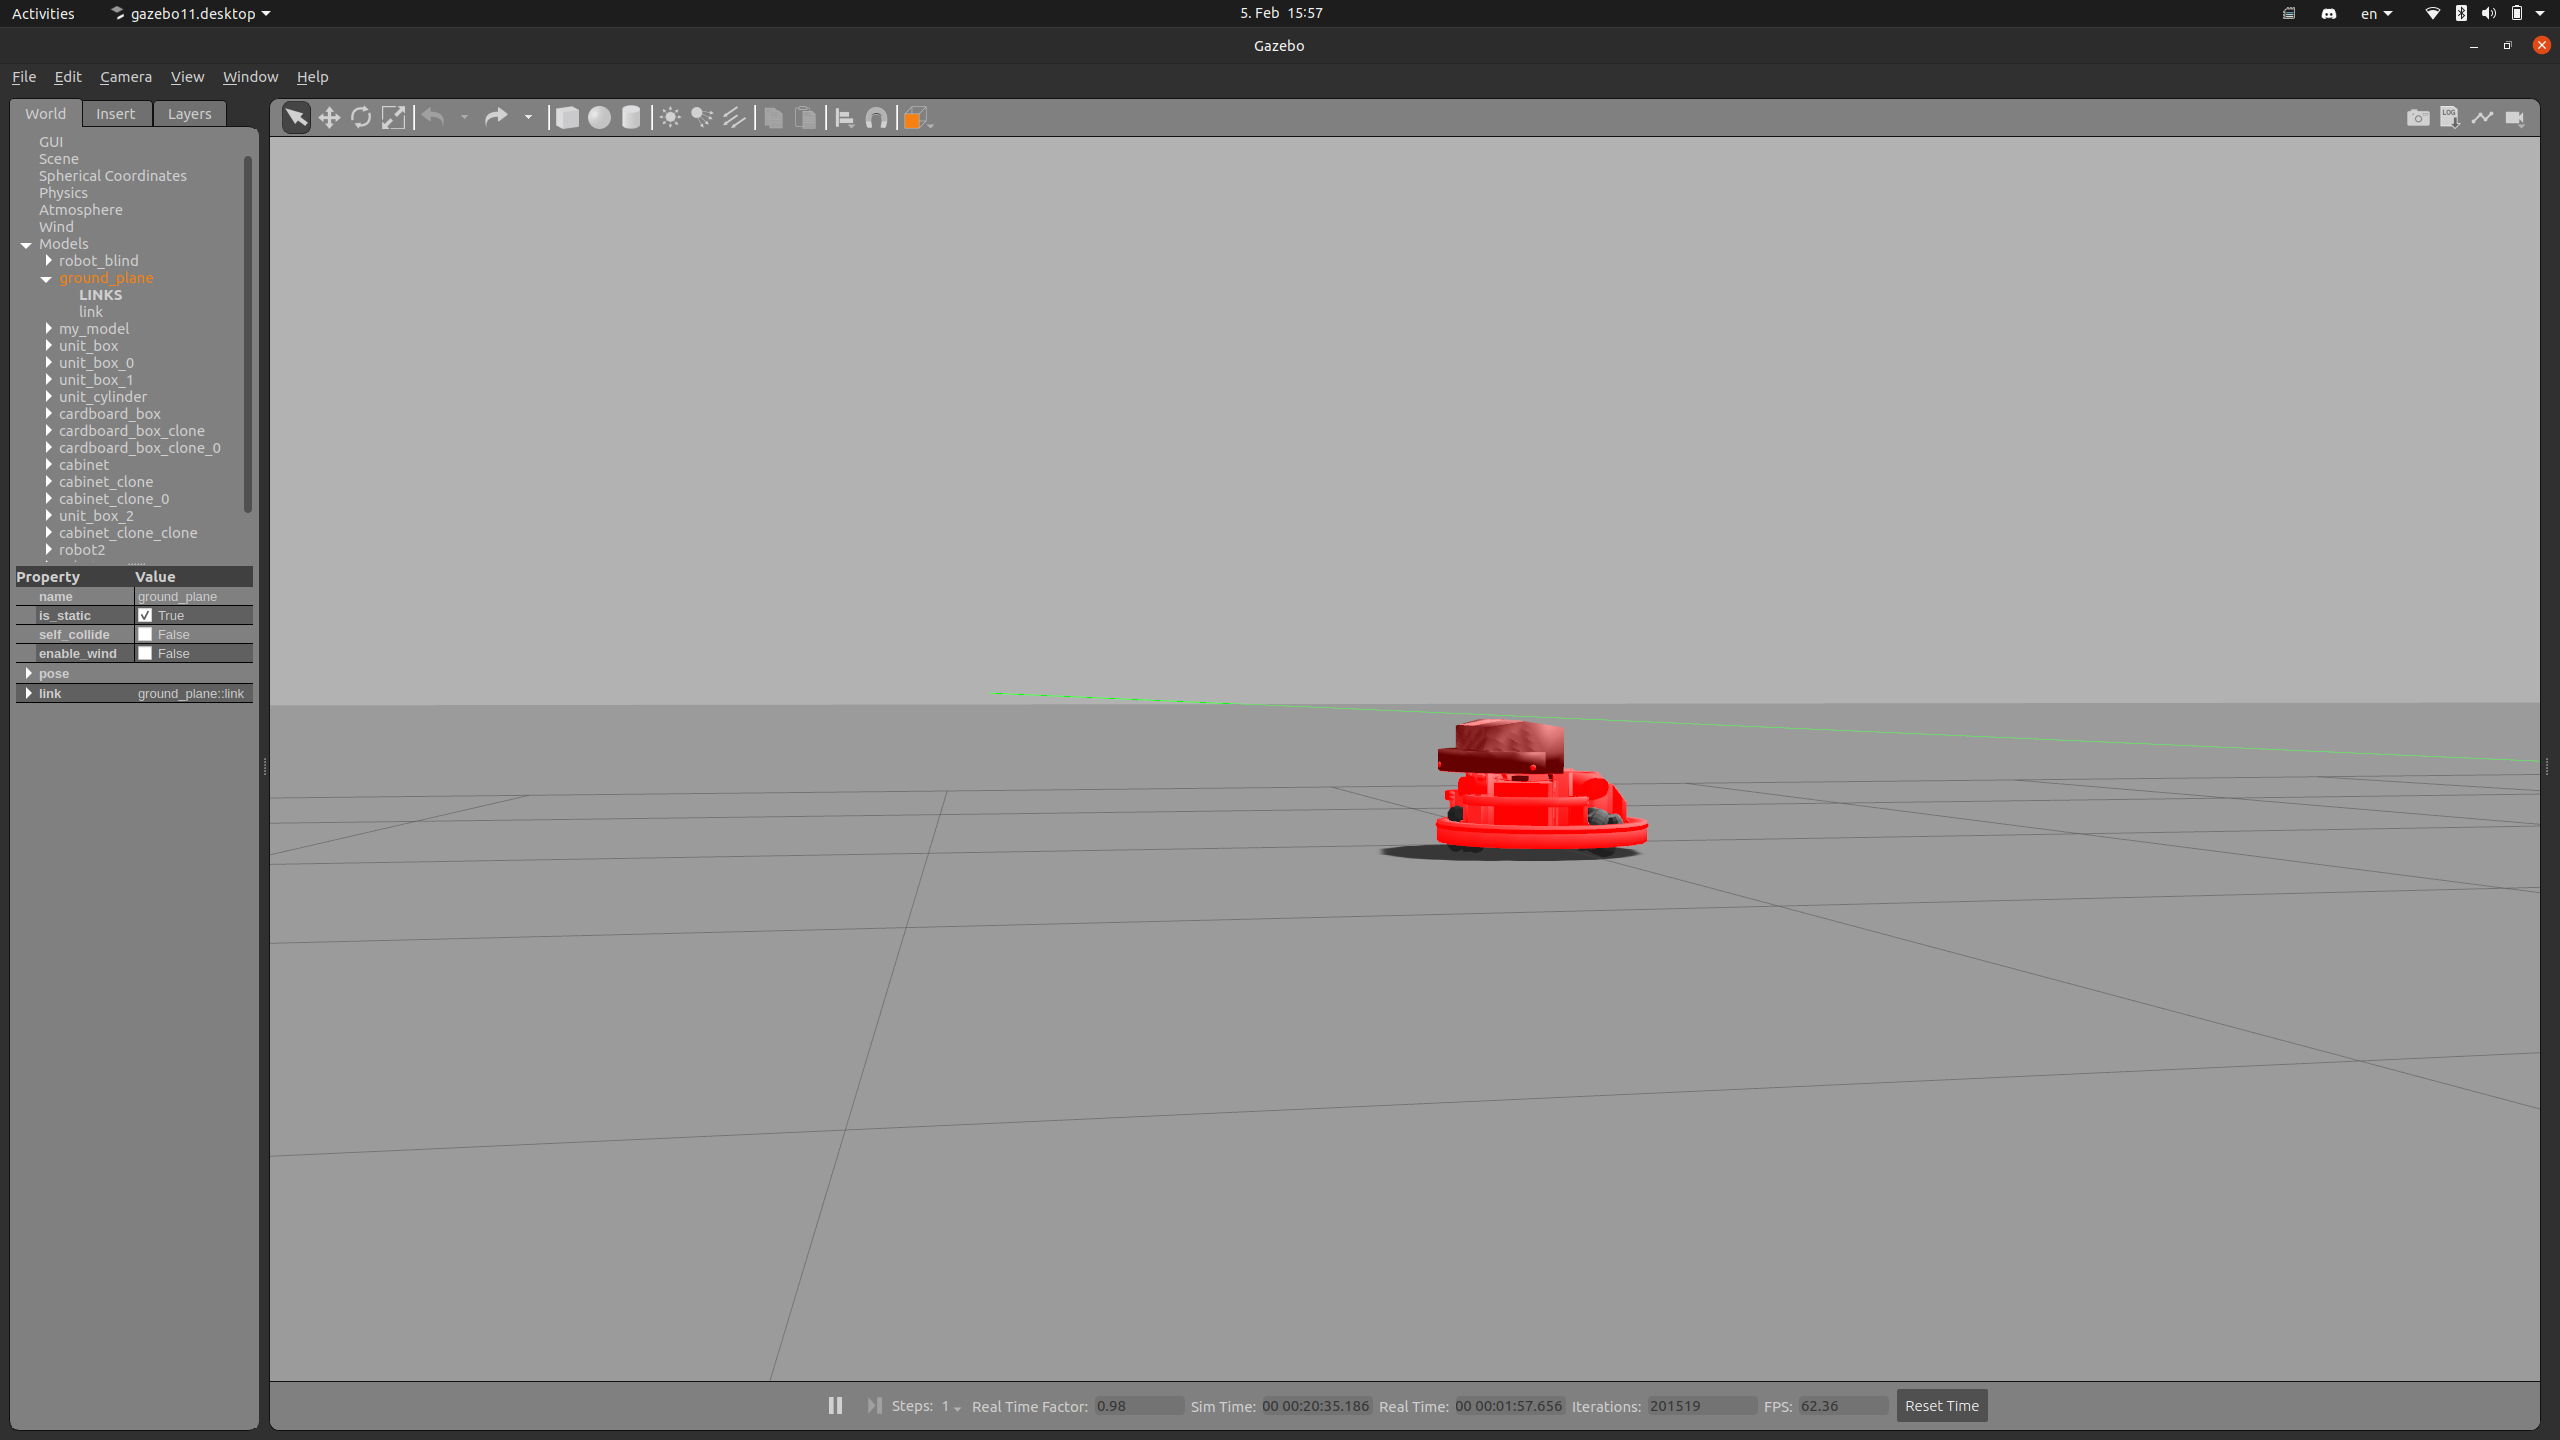 Activities
gazebo11.desktop
5. Feb 15:57
en
Gazebo
File Edit Camera View Window Help
World Insert Layers
LOG
GUI
Scene
Spherical Coordinates
Physics
Atmosphere
Wind
Models
robot_blind
ground_plane
LINKS
link
my_model
unit_box
unit_box_0
unit_box_1
unit_cylinder
cardboard_box
cardboard_box_clone
cardboard_box_clone_0
cabinet
cabinet_clone
cabinet_clone_0
unit_box_2
cabinet_clone_clone
robot2
Property Value
name ground_plane
is_static True
self_collide False
enable_wind False
pose
link ground_plane::link
Steps: 1 Real Time Factor: 0.98 Sim Time: 00 00:20:35.186 Real Time: 00 00:01:57.656 Iterations: 201519 FPS: 62.36 Reset Time